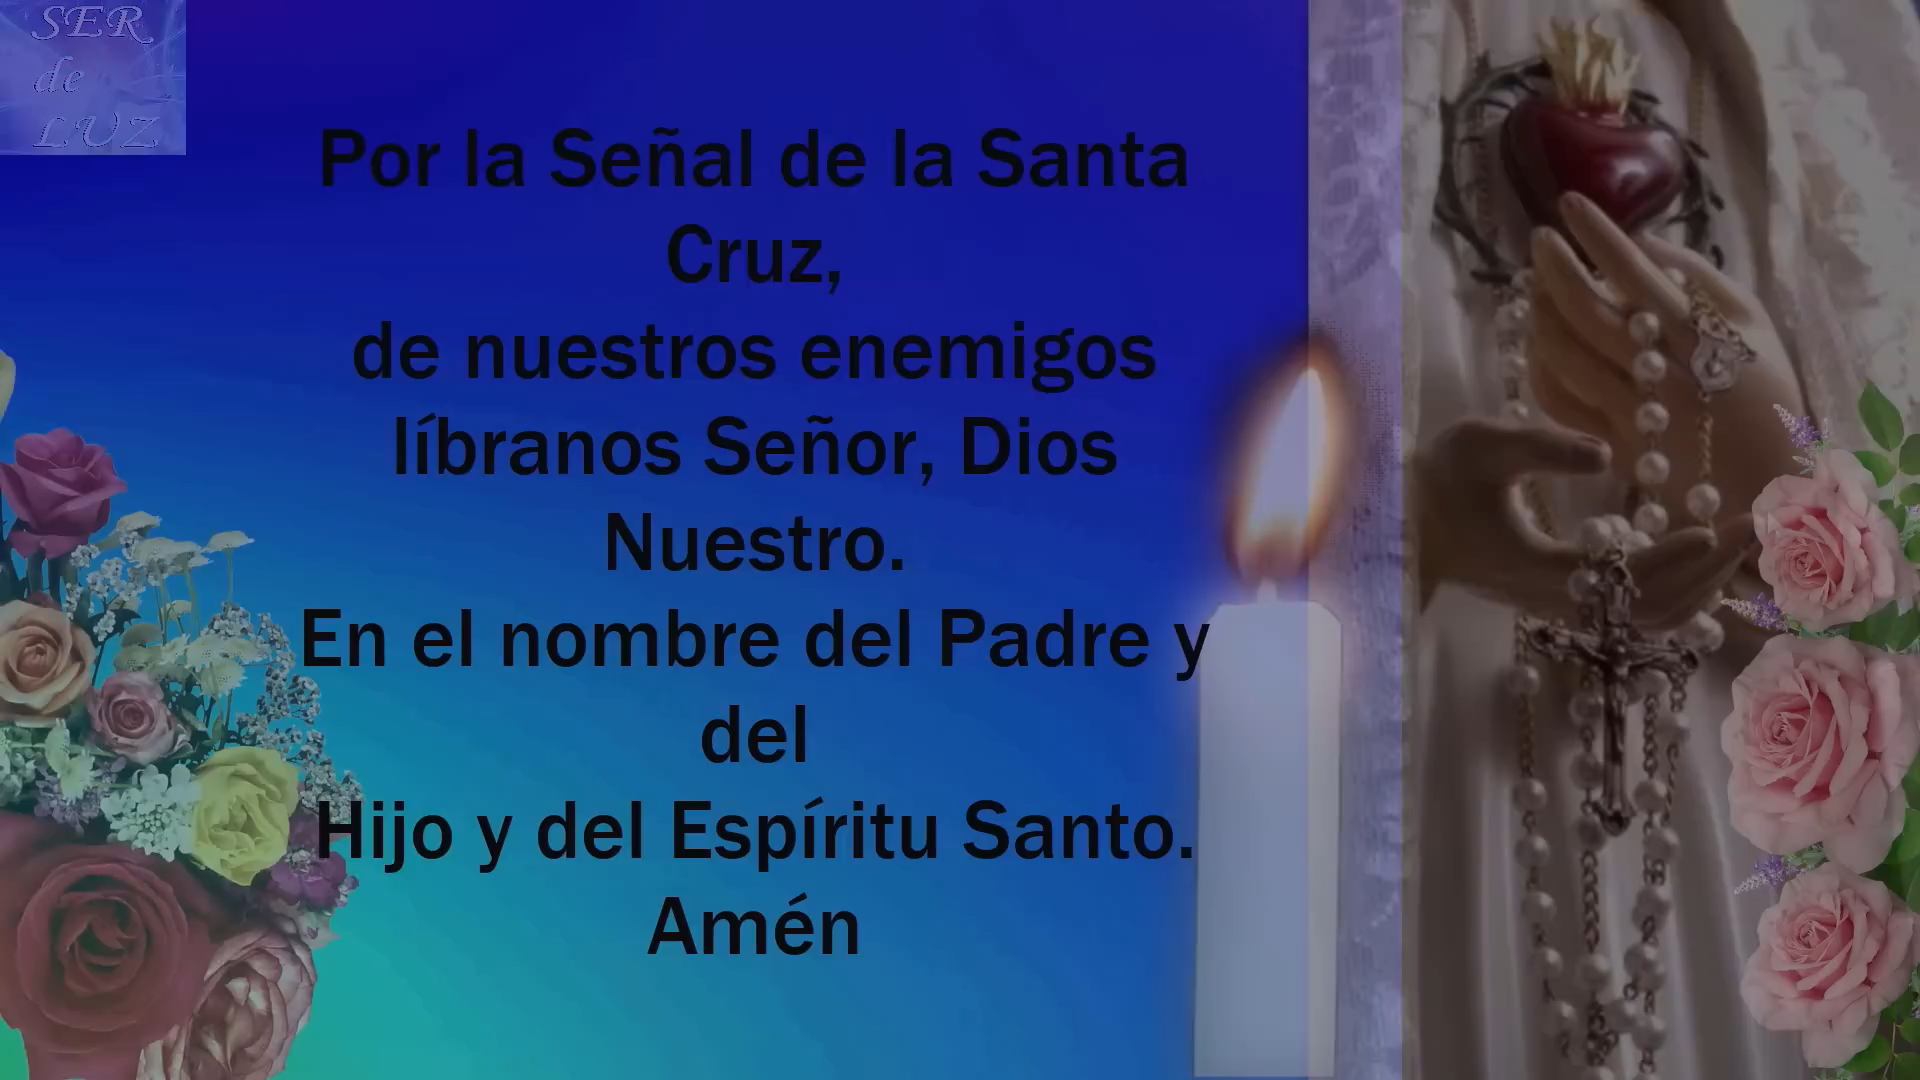 SER
de
LUZ
Por la Señal de la Santa
Cruz,
de nuestros enemigos
líbranos Señor, Dios
Nuestro.
En el nombre del Padre y
del
Hijo y del Espíritu Santo.
Amén